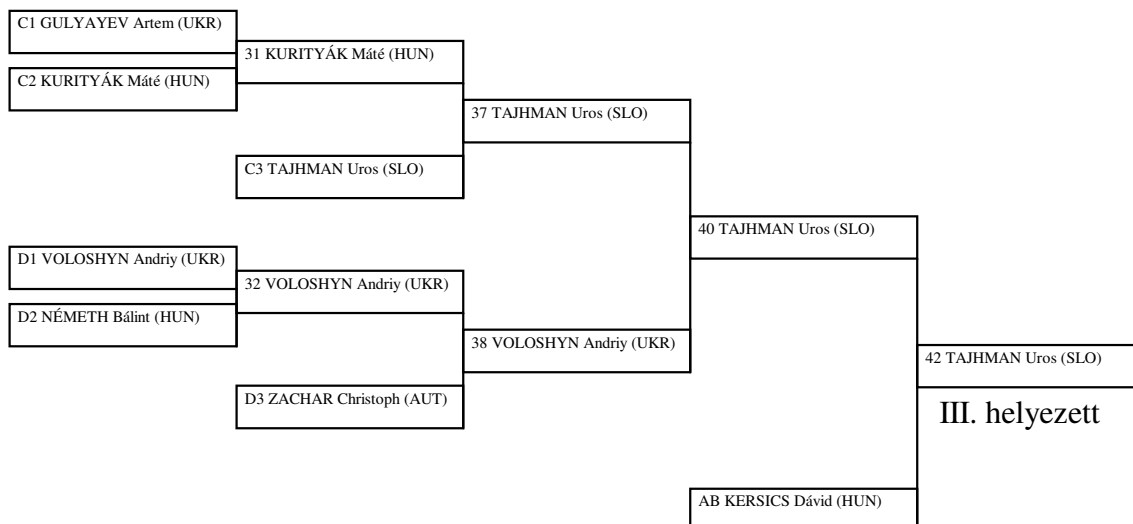 C1 GULYAYEV Artem (UKR)
31 KURITYÁK Máté (HUN)
C2 KURITYÁK Máté (HUN)
37 TAJHMAN Uros (SLO)
C3 TAJHMAN Uros (SLO)
40 TAJHMAN Uros (SLO)
D1 VOLOSHYN Andriy (UKR)
32 VOLOSHYN Andriy (UKR)
D2 NÉMETH Bálint (HUN)
38 VOLOSHYN Andriy (UKR)
42 TAJHMAN Uros (SLO)
D3 ZACHAR Christoph (AUT)
III. helyezett
AB KERSICS Dávid (HUN)